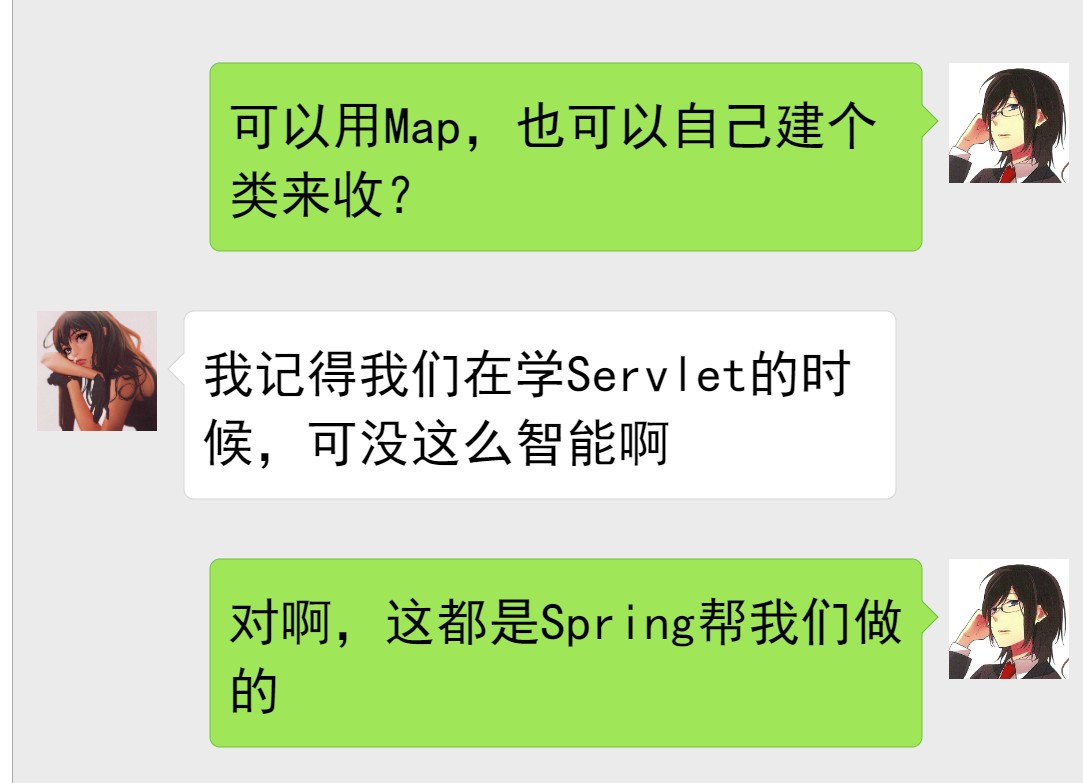 可以用Map，也可以自己建个
类来收？
我记得我们在学Servlet的时
候，可没这么智能啊
对啊，这都是Spring帮我们做
的